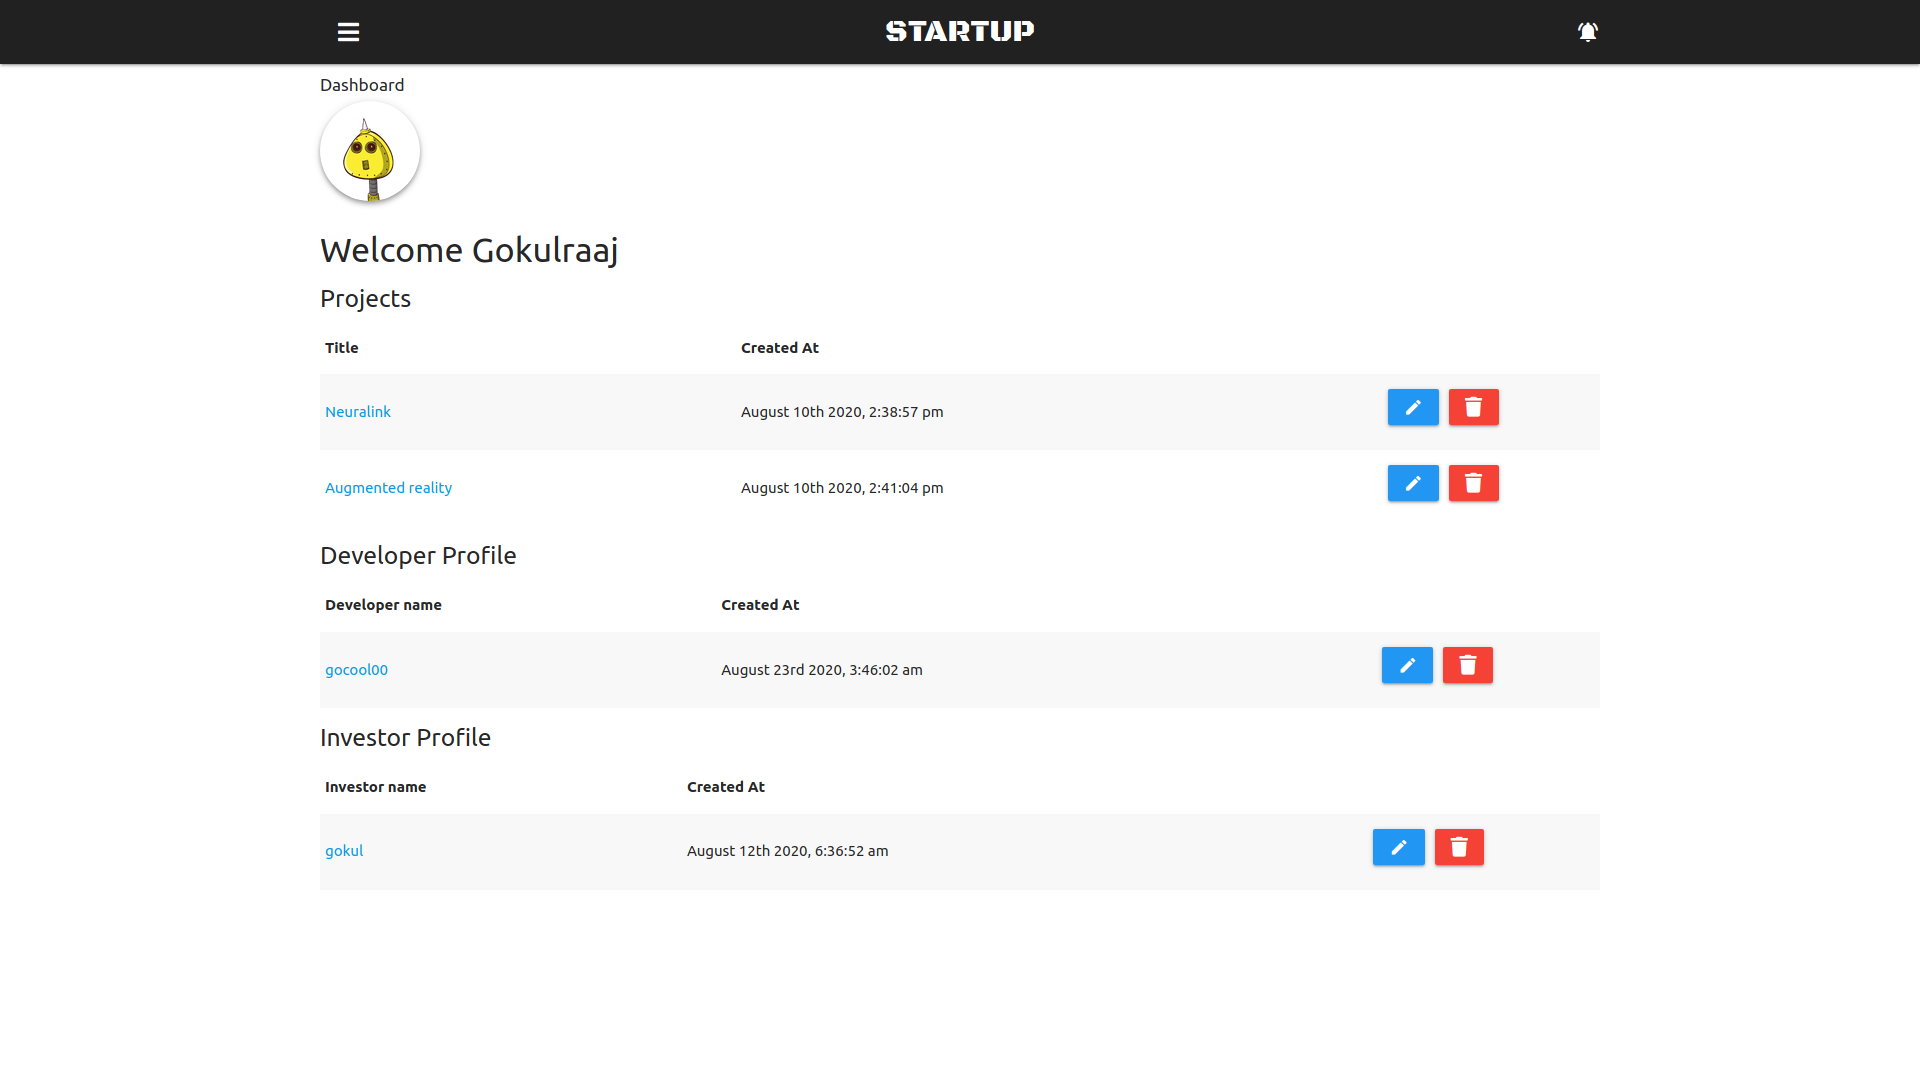 STARTUP
Dashboard
Welcome Gokulraaj
Projects
Title Created At
Neuralink August 10th 2020, 2:38:57 pm
Augmented reality August 10th 2020, 2:41:04 pm
Developer Profile
Developer name Created At
gocool00 August 23rd 2020, 3:46:02 am
Investor Profile
Investor name Created At
gokul August 12th 2020, 6:36:52 am